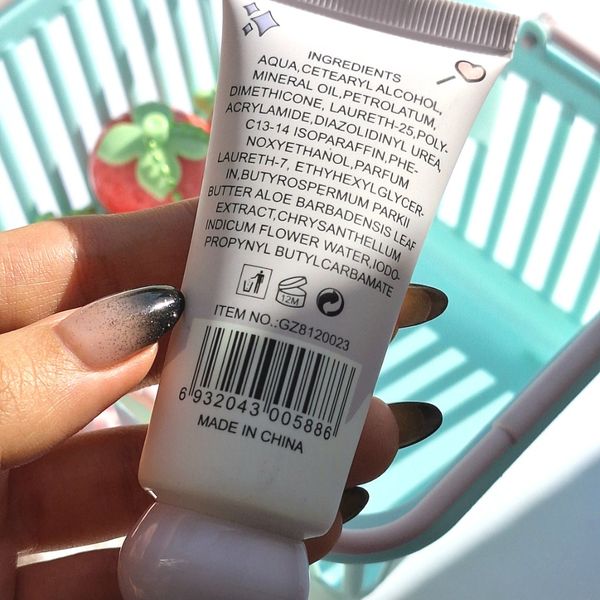 INGREDIENTS
AQUA,CETEARYL ALCOHOL,
MINERAL OIL,PETROLATUM,
DIMETHICONE, LAURETH-25,POLY-
ACRYLAMIDE,DIAZOLIDINYL UREA,
C13-14 ISOPARAFFIN,PHE-
NOXYETHANOL,PARFUM
LAURETH-7, ETHYHEXYLGLYCER-
IN,BUTYROSPERMUM PARKII
BUTTER ALOE BARBADENSIS LEAF
EXTRACT,CHRYSANTHELLUM
INDICUM FLOWER WATER,IODO-
PROPYNYL BUTYLCARBAMATE
12M
ITEM NO.:GZ8120023
6 932043 005886
MADE IN CHINA